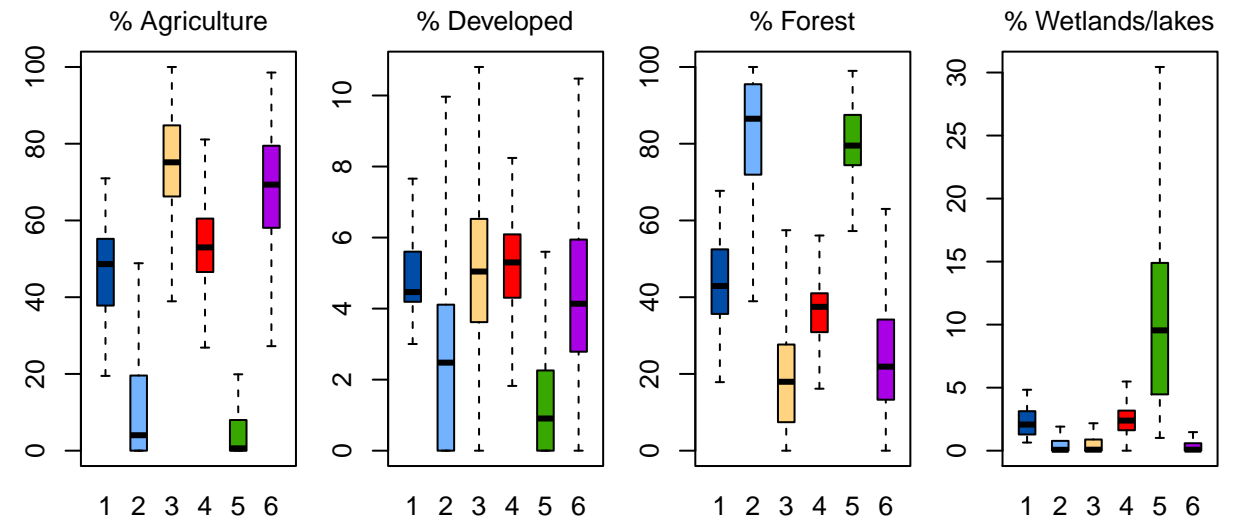 % Agriculture
% Developed
% Forest
% Wetlands/lakes
0 20 40 60 80 100
0 2 4 6 8 10
0 20 40 60 80 100
0 5 10 15 20 25 30
1 2 3 4 5 6
1 2 3 4 5 6
1 2 3 4 5 6
1 2 3 4 5 6